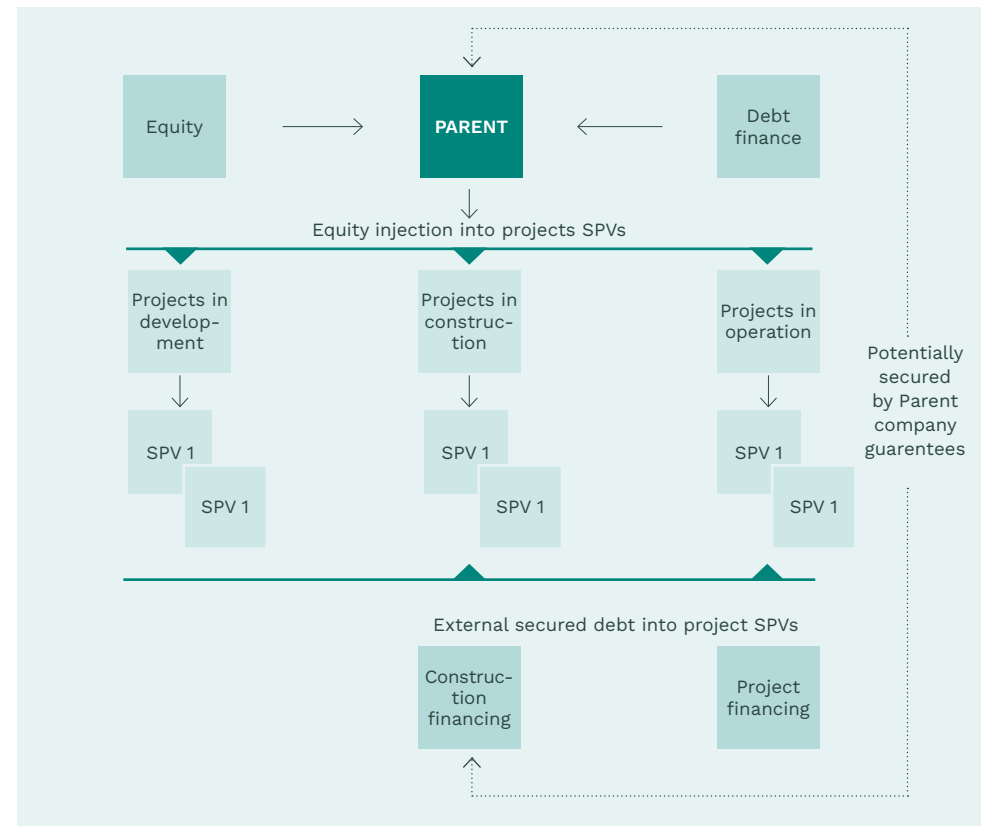 Equity
PARENT
Debt
finance
Equity injection into projects SPVs
Projects in
develop-
ment
Projects in
construc-
tion
Projects in
operation
Potentially
secured
by Parent
company
guarentees
SPV 1
SPV 1
SPV 1
SPV 1
SPV 1
SPV 1
External secured debt into project SPVs
Construc-
tion
financing
Project
financing